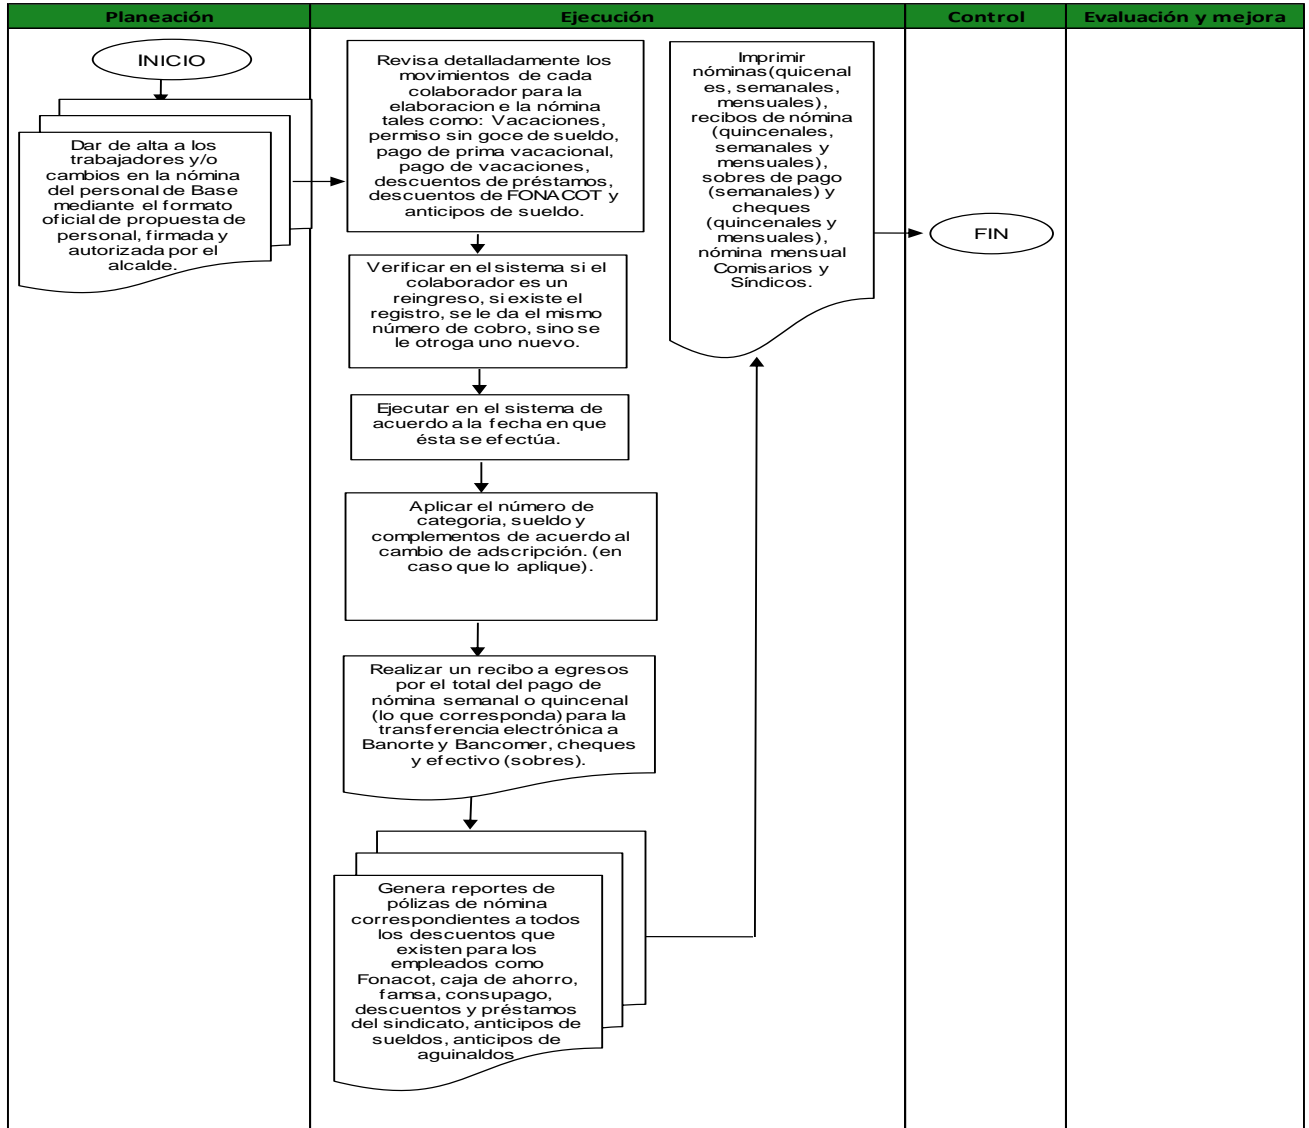 Planeación
Ejecución
Control
Evaluación y mejora
INICIO
Dar de alta a los
trabajadores y/o
cambios en la nómina
del personal de Base
mediante el formato
oficial de propuesta de
personal, firmada y
autorizada por el
alcalde.
Revisa detalladamente los
movimientos de cada
colaborador para la
elaboracion e la nómina
tales como: Vacaciones,
permiso sin goce de sueldo,
pago de prima vacacional,
pago de vacaciones,
descuentos de préstamos,
descuentos de FONACOT y
anticipos de sueldo.
Verificar en el sistema si el
colaborador es un
reingreso, si existe el
registro, se le da el mismo
número de cobro, sino se
le otroga uno nuevo.
Ejecutar en el sistema de
acuerdo a la fecha en que
ésta se efectúa.
Aplicar el número de
categoria, sueldo y
complementos de acuerdo al
cambio de adscripción. (en
caso que lo aplique).
Realizar un recibo a egresos
por el total del pago de
nómina semanal o quincenal
(lo que corresponda) para la
transferencia electrónica a
Banorte y Bancomer, cheques
y efectivo (sobres).
Genera reportes de
pólizas de nómina
correspondientes a todos
los descuentos que
existen para los
empleados como
Fonacot, caja de ahorro,
famsa, consupago,
descuentos y préstamos
del sindicato, anticipos de
sueldos, anticipos de
aguinaldos
Imprimir
nóminas(quicenal
es, semanales,
mensuales),
recibos de nómina
(quincenales,
semanales y
mensuales),
sobres de pago
(semanales) y
cheques
(quincenales y
mensuales),
nómina mensual
Comisarios y
Síndicos.
FIN